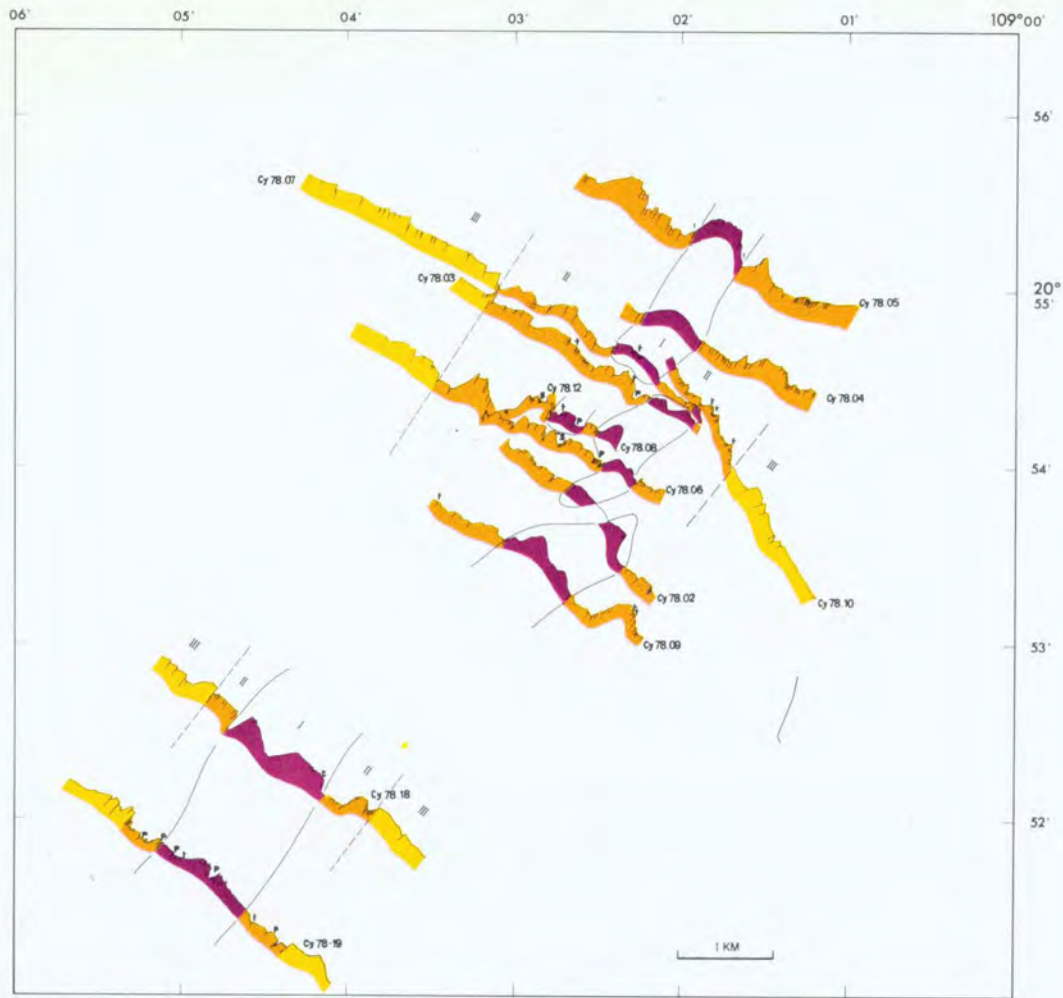 06' 05' 04' 03' 02' 01' 109°00'
56'
Cy 78.07
III
II
Cy 78.03
20°
55'
Cy 78.05
I
II
Cy 78.04
Cy 78.12
Cy 78.08
III
54'
Cy 78.06
Cy 78.02
Cy 78.10
Cy 78.09
53'
III
II
I
II
Cy 78.18
III
52'
Cy 78-19
1 KM